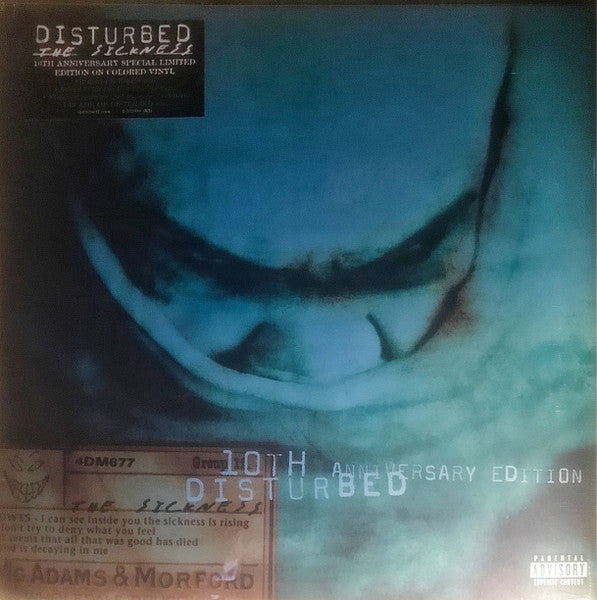 DISTURBED
THE SICKNESS
10TH ANNIVERSARY SPECIAL LIMITED
EDITION ON COLORED VINYL
4DM677
Group
10TH ANNIVERSARY EDITION
DISTURBED
THE SICKNESS
I can see inside you the sickness is rising
try to deny what you feel
seems that all that was good has died
is decaying in me
ADAMS & MORFORD
PARENTAL
ADVISORY
EXPLICIT CONTENT